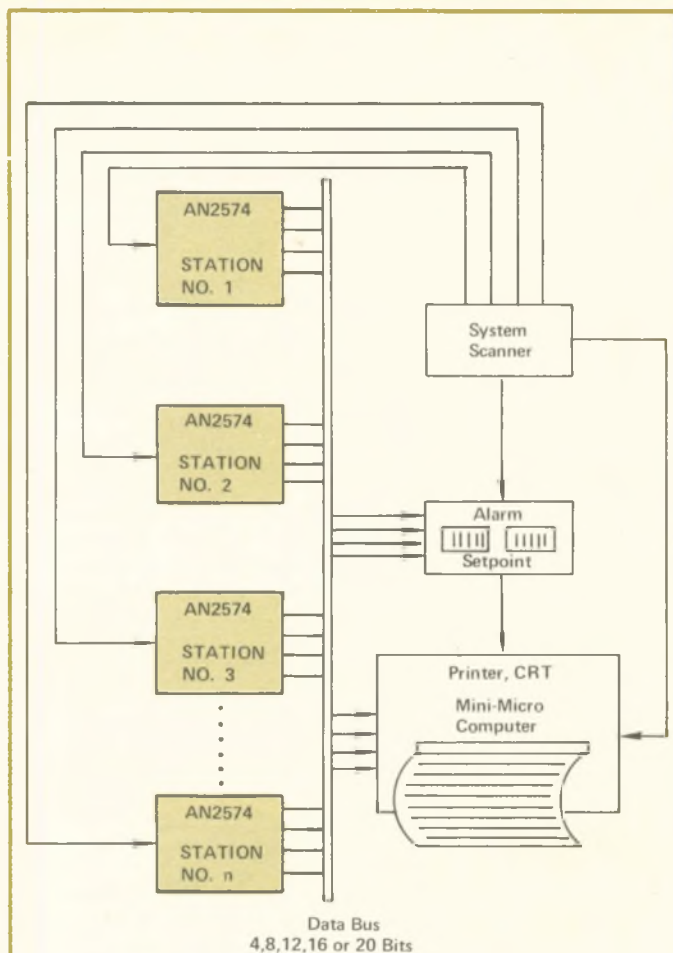 AN2574
STATION
NO. 1
System
Scanner
AN2574
STATION
NO. 2
Alarm
Setpoint
AN2574
STATION
NO. 3
Printer, CRT
Mini-Micro
Computer
AN2574
STATION
NO. n
Data Bus
4,8,12,16 or 20 Bits